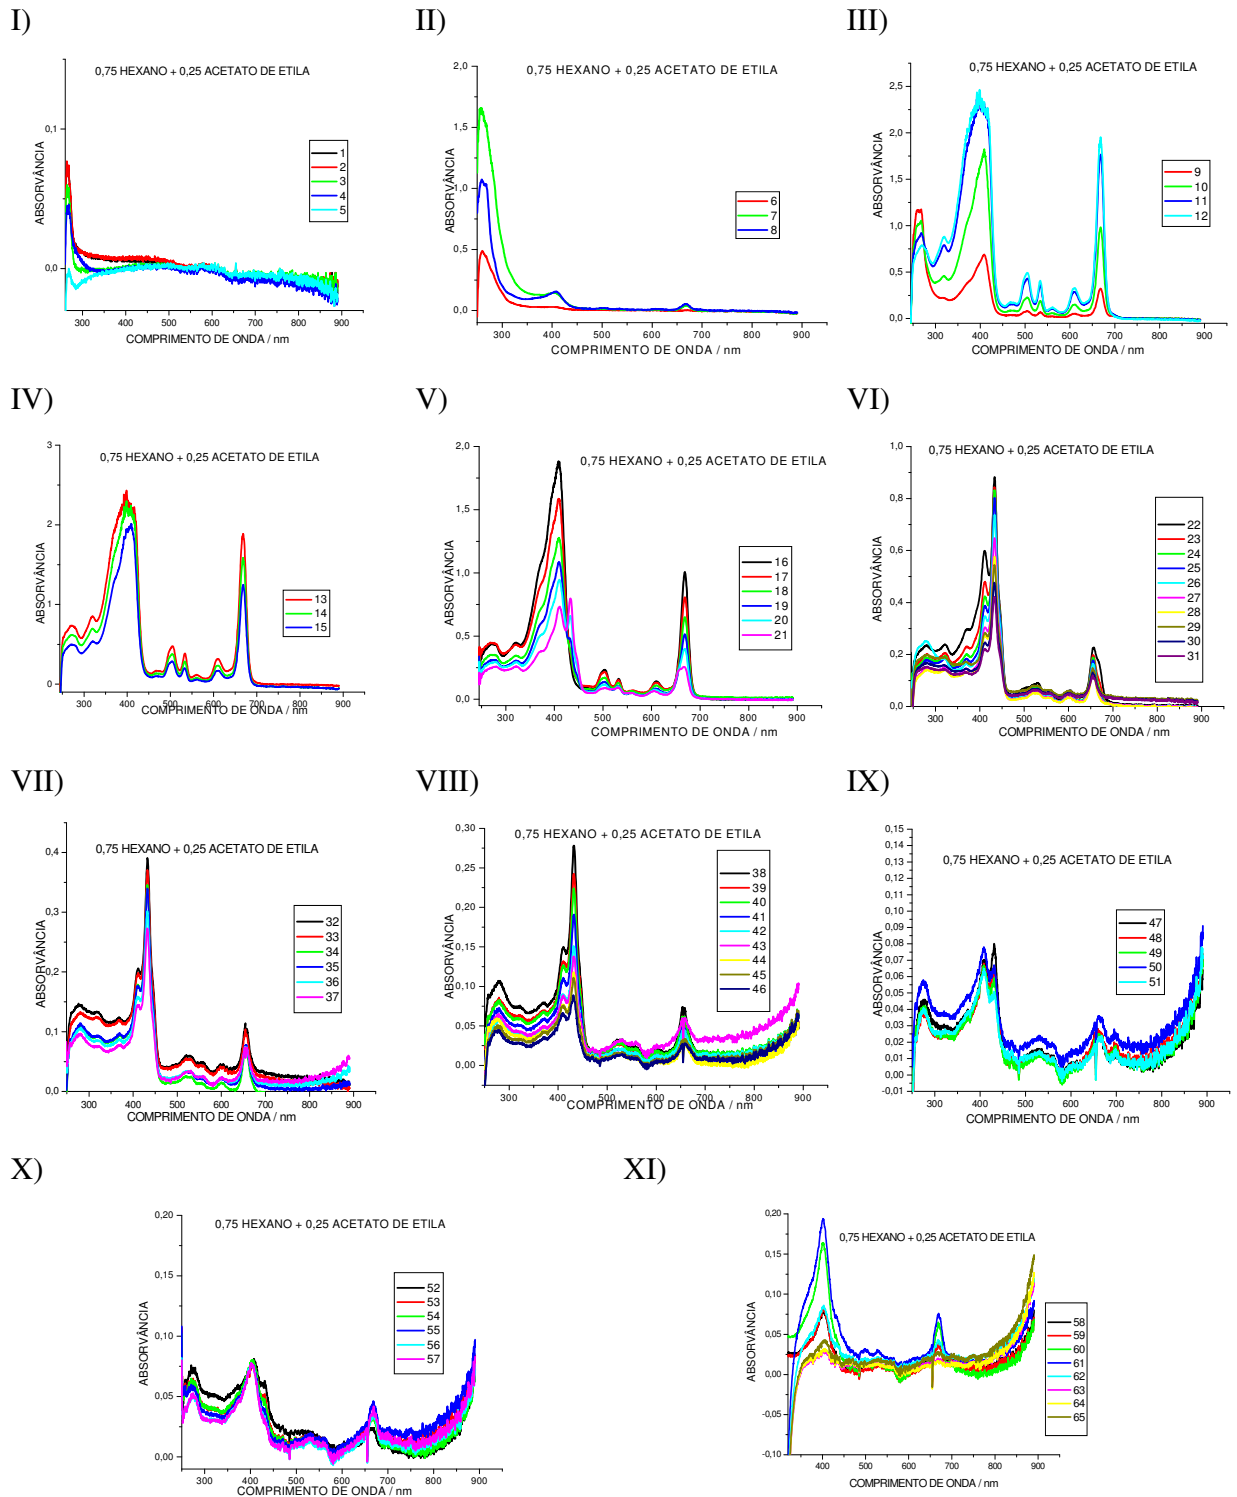 I)
0,75 HEXANO + 0,25 ACETATO DE ETILA
ABSORVÂNCIA
0,1
0,0
1
2
3
4
5
300 400 500 600 700 800 900
COMPRIMENTO DE ONDA / nm
II)
0,75 HEXANO + 0,25 ACETATO DE ETILA
ABSORVÂNCIA
2,0
1,5
1,0
0,5
0,0
6
7
8
300 400 500 600 700 800 900
COMPRIMENTO DE ONDA / nm
III)
0,75 HEXANO + 0,25 ACETATO DE ETILA
ABSORVÂNCIA
2,5
2,0
1,5
1,0
0,5
0,0
9
10
11
12
300 400 500 600 700 800 900
COMPRIMENTO DE ONDA / nm
IV)
0,75 HEXANO + 0,25 ACETATO DE ETILA
ABSORVÂNCIA
3
2
1
0
13
14
15
300 400 500 600 700 800 900
COMPRIMENTO DE ONDA / nm
V)
0,75 HEXANO + 0,25 ACETATO DE ETILA
ABSORVÂNCIA
2,0
1,5
1,0
0,5
0,0
16
17
18
19
20
21
300 400 500 600 700 800 900
COMPRIMENTO DE ONDA / nm
VI)
0,75 HEXANO + 0,25 ACETATO DE ETILA
ABSORVÂNCIA
1,0
0,8
0,6
0,4
0,2
0,0
22
23
24
25
26
27
28
29
30
31
300 400 500 600 700 800 900
COMPRIMENTO DE ONDA / nm
VII)
0,75 HEXANO + 0,25 ACETATO DE ETILA
ABSORVÂNCIA
0,4
0,3
0,2
0,1
0,0
32
33
34
35
36
37
300 400 500 600 700 800 900
COMPRIMENTO DE ONDA / nm
VIII)
0,75 HEXANO + 0,25 ACETATO DE ETILA
ABSORVÂNCIA
0,30
0,25
0,20
0,15
0,10
0,05
0,00
38
39
40
41
42
43
44
45
46
300 400 500 600 700 800 900
COMPRIMENTO DE ONDA / nm
IX)
0,75 HEXANO + 0,25 ACETATO DE ETILA
ABSORVÂNCIA
0,15
0,14
0,13
0,12
0,11
0,10
0,09
0,08
0,07
0,06
0,05
0,04
0,03
0,02
0,01
0,00
-0,01
47
48
49
50
51
300 400 500 600 700 800 900
COMPRIMENTO DE ONDA / nm
X)
0,75 HEXANO + 0,25 ACETATO DE ETILA
ABSORVÂNCIA
0,20
0,15
0,10
0,05
0,00
52
53
54
55
56
57
300 400 500 600 700 800 900
COMPRIMENTO DE ONDA / nm
XI)
0,75 HEXANO + 0,25 ACETATO DE ETILA
ABSORVÂNCIA
0,20
0,15
0,10
0,05
0,00
-0,05
-0,10
58
59
60
61
62
63
64
65
400 500 600 700 800 900
COMPRIMENTO DE ONDA / nm